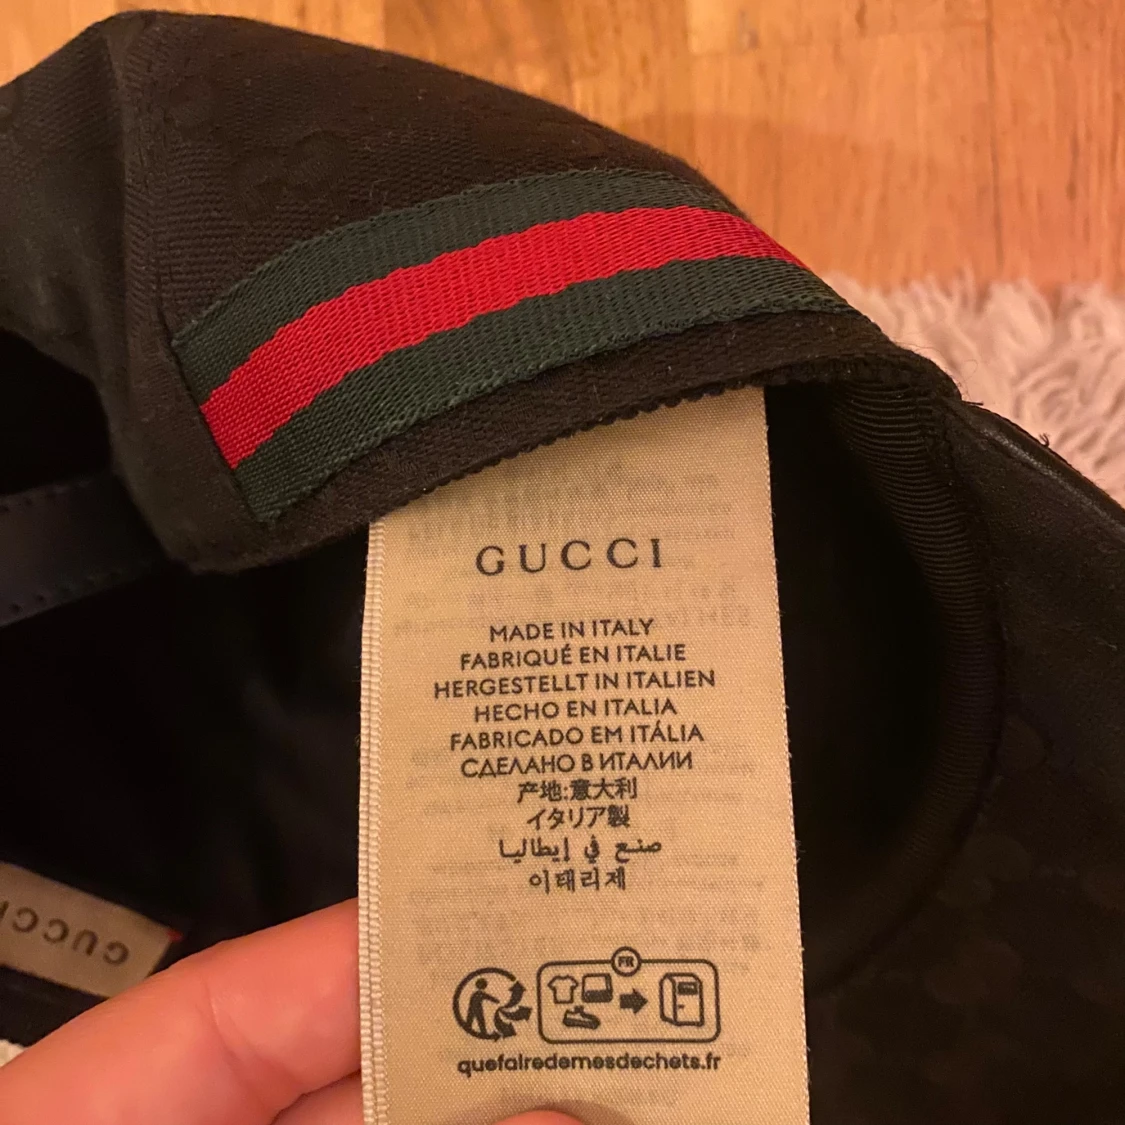 GUCCI
MADE IN ITALY
FABRIQUÉ EN ITALIE
HERGESTELLT IN ITALIEN
HECHO EN ITALIA
FABRICADO EM ITÁLIA
СДЕЛАНО В ИТАЛИИ
产地:意大利
イタリア製
صنع في إيطاليا
이태리제
FR
quefairedemesdechets.fr
GUCCI